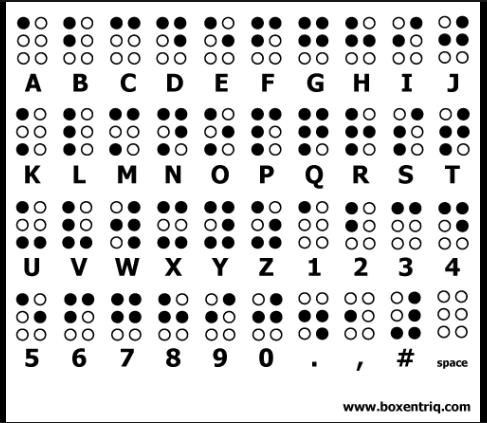 A B C D E F G H I J
K L M N O P Q R S T
U V W X Y Z 1 2 3 4
5 6 7 8 9 0 . , # space
www.boxentriq.com